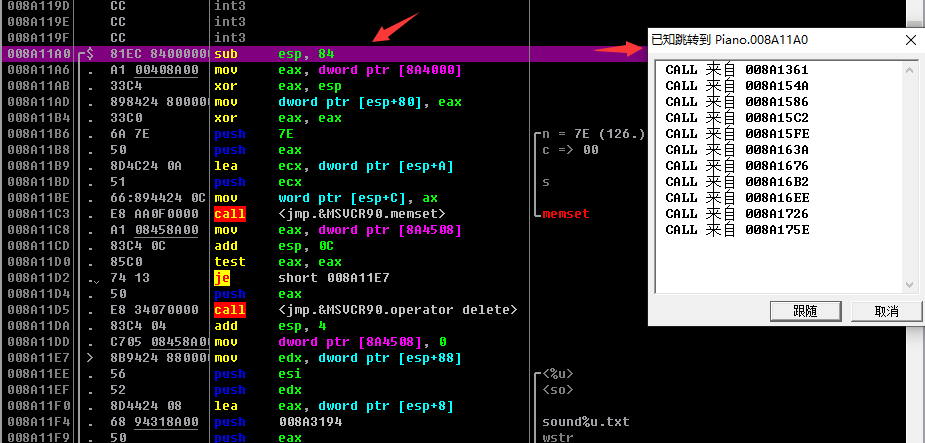 008A119D CC int3
008A119E CC int3
008A119F CC int3
008A11A0 $ 81EC 8400000 sub esp, 84
008A11A6 . A1 00408A00 mov eax, dword ptr [8A4000]
008A11AB . 33C4 xor eax, esp
008A11AD . 898424 800000 mov dword ptr [esp+80], eax
008A11B4 . 33C0 xor eax, eax
008A11B6 . 6A 7E push 7E n = 7E (126.)
008A11B8 . 50 push eax c => 00
008A11B9 . 8D4C24 0A lea ecx, dword ptr [esp+A]
008A11BD . 51 push ecx s
008A11BE . 66:894424 0C mov word ptr [esp+C], ax
008A11C3 . E8 AA0F0000 call <jmp.&MSVCR90.memset> memset
008A11C8 . A1 08458A00 mov eax, dword ptr [8A4508]
008A11CD . 83C4 0C add esp, 0C
008A11D0 . 85C0 test eax, eax
008A11D2 . 74 13 je short 008A11E7
008A11D4 . 50 push eax
008A11D5 . E8 34070000 call <jmp.&MSVCR90.operator delete>
008A11DA . 83C4 04 add esp, 4
008A11DD . C705 08458A00 mov dword ptr [8A4508], 0
008A11E7 > 8B9424 880000 mov edx, dword ptr [esp+88]
008A11EE . 56 push esi <%u>
008A11EF . 52 push edx <so>
008A11F0 . 8D4424 08 lea eax, dword ptr [esp+8]
008A11F4 . 68 94318A00 push 008A3194 sound%u.txt
008A11F9 . 50 push eax wstr
已知跳转到 Piano.008A11A0
CALL 来自 008A1361
CALL 来自 008A154A
CALL 来自 008A1586
CALL 来自 008A15C2
CALL 来自 008A15FE
CALL 来自 008A163A
CALL 来自 008A1676
CALL 来自 008A16B2
CALL 来自 008A16EE
CALL 来自 008A1726
CALL 来自 008A175E
跟随 取消